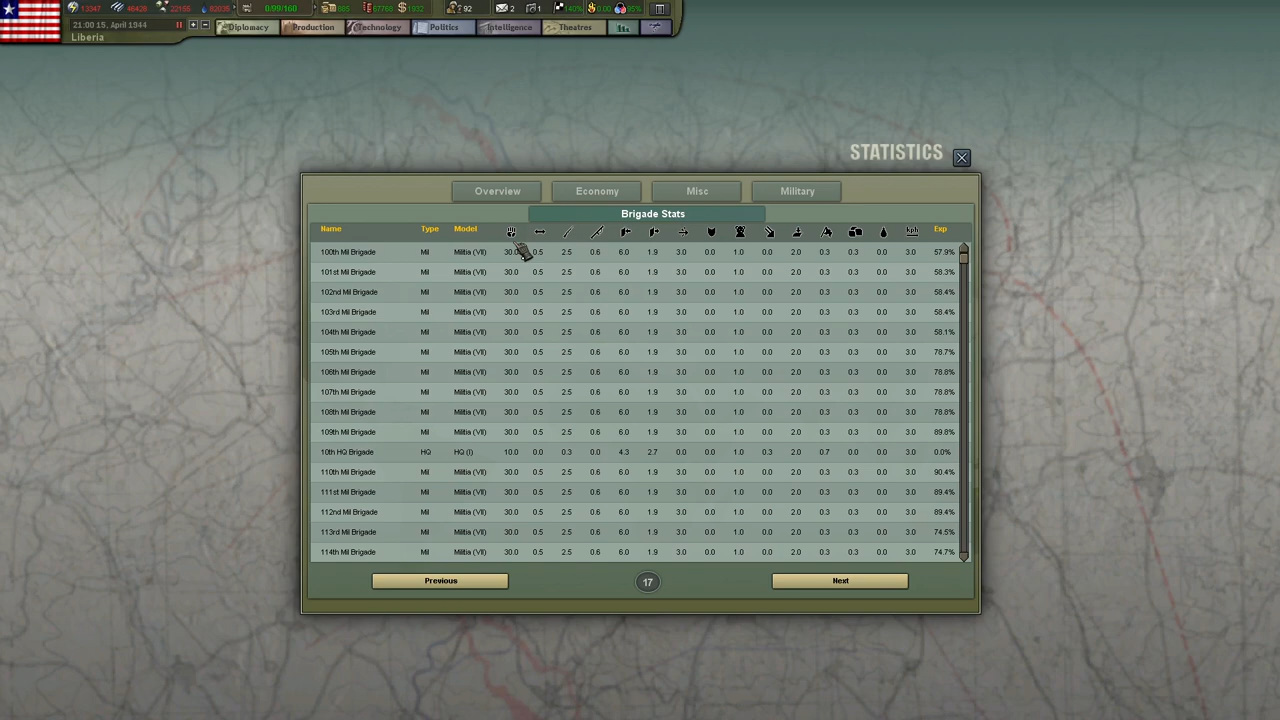 13347 46428 22155 82035 0.99/160 885 67768 $1932 92 2 1 140% 0.00 95%
21:00 15, April 1944
Liberia
Diplomacy Production Technology Politics Intelligence Theatres
STATISTICS
Overview Economy Misc Military
Brigade Stats
Name Type Model kph Exp
100th Mil Brigade Mil Militia (VII) 30.0 0.5 2.5 0.6 6.0 1.9 3.0 0.0 1.0 0.0 2.0 0.3 0.3 0.0 3.0 57.9%
101st Mil Brigade Mil Militia (VII) 30.0 0.5 2.5 0.6 6.0 1.9 3.0 0.0 1.0 0.0 2.0 0.3 0.3 0.0 3.0 58.3%
102nd Mil Brigade Mil Militia (VII) 30.0 0.5 2.5 0.6 6.0 1.9 3.0 0.0 1.0 0.0 2.0 0.3 0.3 0.0 3.0 58.4%
103rd Mil Brigade Mil Militia (VII) 30.0 0.5 2.5 0.6 6.0 1.9 3.0 0.0 1.0 0.0 2.0 0.3 0.3 0.0 3.0 58.4%
104th Mil Brigade Mil Militia (VII) 30.0 0.5 2.5 0.6 6.0 1.9 3.0 0.0 1.0 0.0 2.0 0.3 0.3 0.0 3.0 58.1%
105th Mil Brigade Mil Militia (VII) 30.0 0.5 2.5 0.6 6.0 1.9 3.0 0.0 1.0 0.0 2.0 0.3 0.3 0.0 3.0 78.7%
106th Mil Brigade Mil Militia (VII) 30.0 0.5 2.5 0.6 6.0 1.9 3.0 0.0 1.0 0.0 2.0 0.3 0.3 0.0 3.0 78.8%
107th Mil Brigade Mil Militia (VII) 30.0 0.5 2.5 0.6 6.0 1.9 3.0 0.0 1.0 0.0 2.0 0.3 0.3 0.0 3.0 78.8%
108th Mil Brigade Mil Militia (VII) 30.0 0.5 2.5 0.6 6.0 1.9 3.0 0.0 1.0 0.0 2.0 0.3 0.3 0.0 3.0 78.8%
109th Mil Brigade Mil Militia (VII) 30.0 0.5 2.5 0.6 6.0 1.9 3.0 0.0 1.0 0.0 2.0 0.3 0.3 0.0 3.0 89.8%
10th HQ Brigade HQ HQ (I) 10.0 0.0 0.3 0.0 4.3 2.7 0.0 0.0 1.0 0.3 2.0 0.7 0.3 0.0 3.0 0.0%
110th Mil Brigade Mil Militia (VII) 30.0 0.5 2.5 0.6 6.0 1.9 3.0 0.0 1.0 0.0 2.0 0.3 0.3 0.0 3.0 90.4%
111st Mil Brigade Mil Militia (VII) 30.0 0.5 2.5 0.6 6.0 1.9 3.0 0.0 1.0 0.0 2.0 0.3 0.3 0.0 3.0 89.4%
112nd Mil Brigade Mil Militia (VII) 30.0 0.5 2.5 0.6 6.0 1.9 3.0 0.0 1.0 0.0 2.0 0.3 0.3 0.0 3.0 89.4%
113rd Mil Brigade Mil Militia (VII) 30.0 0.5 2.5 0.6 6.0 1.9 3.0 0.0 1.0 0.0 2.0 0.3 0.3 0.0 3.0 74.5%
114th Mil Brigade Mil Militia (VII) 30.0 0.5 2.5 0.6 6.0 1.9 3.0 0.0 1.0 0.0 2.0 0.3 0.3 0.0 3.0 74.7%
Previous 17 Next